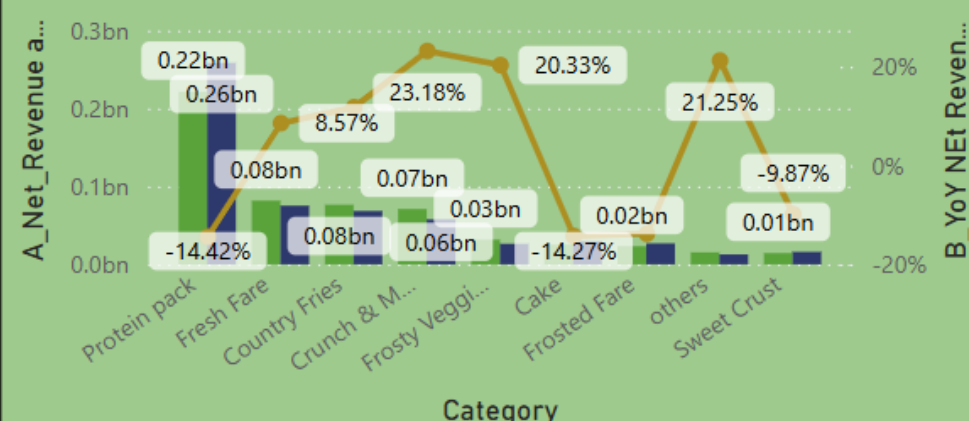 A_Net_Revenue a...
0.3bn
0.2bn
0.1bn
0.0bn
0.22bn
0.26bn
-14.42%
0.08bn
8.57%
0.08bn
23.18%
0.07bn
0.06bn
20.33%
0.03bn
-14.27%
0.02bn
21.25%
-9.87%
0.01bn
20%
0%
-20%
B YoY NEt Reven...
Protein pack
Fresh Fare
Country Fries
Crunch & M...
Frosty Veggi...
Cake
Frosted Fare
others
Sweet Crust
Category